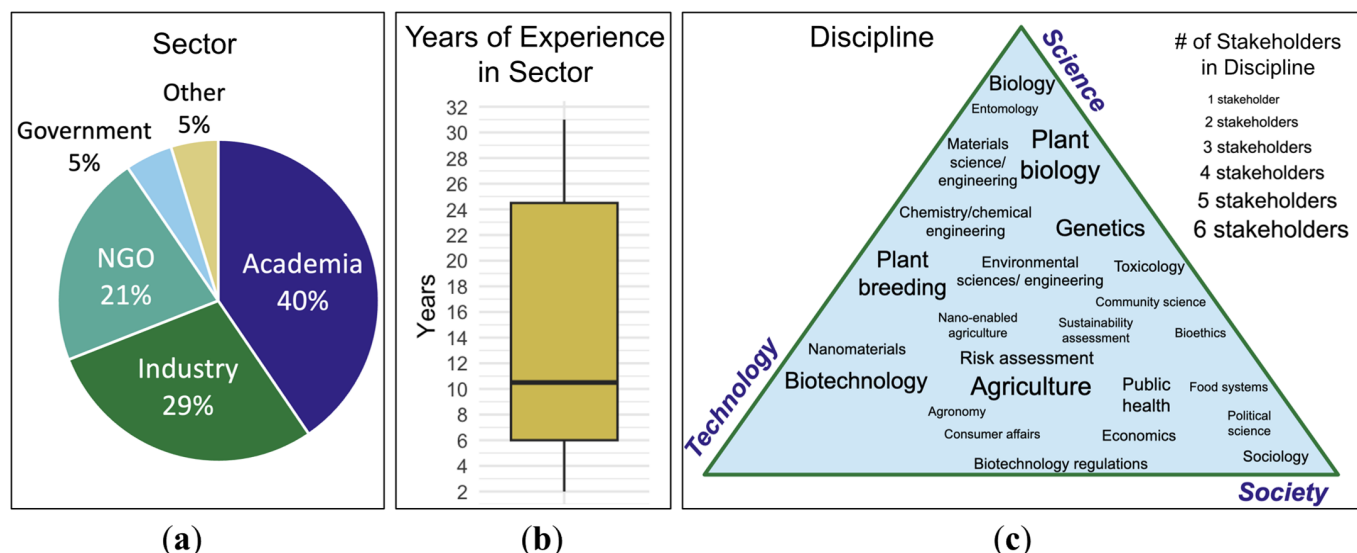 Sector
Other
5%
Government
5%
NGO
21%
Academia
40%
Industry
29%
(a)
Years of Experience
in Sector
Years
32
30
28
26
24
22
20
18
16
14
12
10
8
6
4
2
(b)
Discipline
Science
Technology
Society
# of Stakeholders
in Discipline
1 stakeholder
2 stakeholders
3 stakeholders
4 stakeholders
5 stakeholders
6 stakeholders
Biology
Entomology
Materials
science/
engineering
Plant
biology
Chemistry/chemical
engineering
Genetics
Plant
breeding
Environmental
sciences/ engineering
Toxicology
Community science
Nano-enabled
agriculture
Sustainability
assessment
Bioethics
Nanomaterials
Risk assessment
Biotechnology
Agriculture
Public
health
Food systems
Agronomy
Political
science
Consumer affairs
Economics
Sociology
Biotechnology regulations
(c)